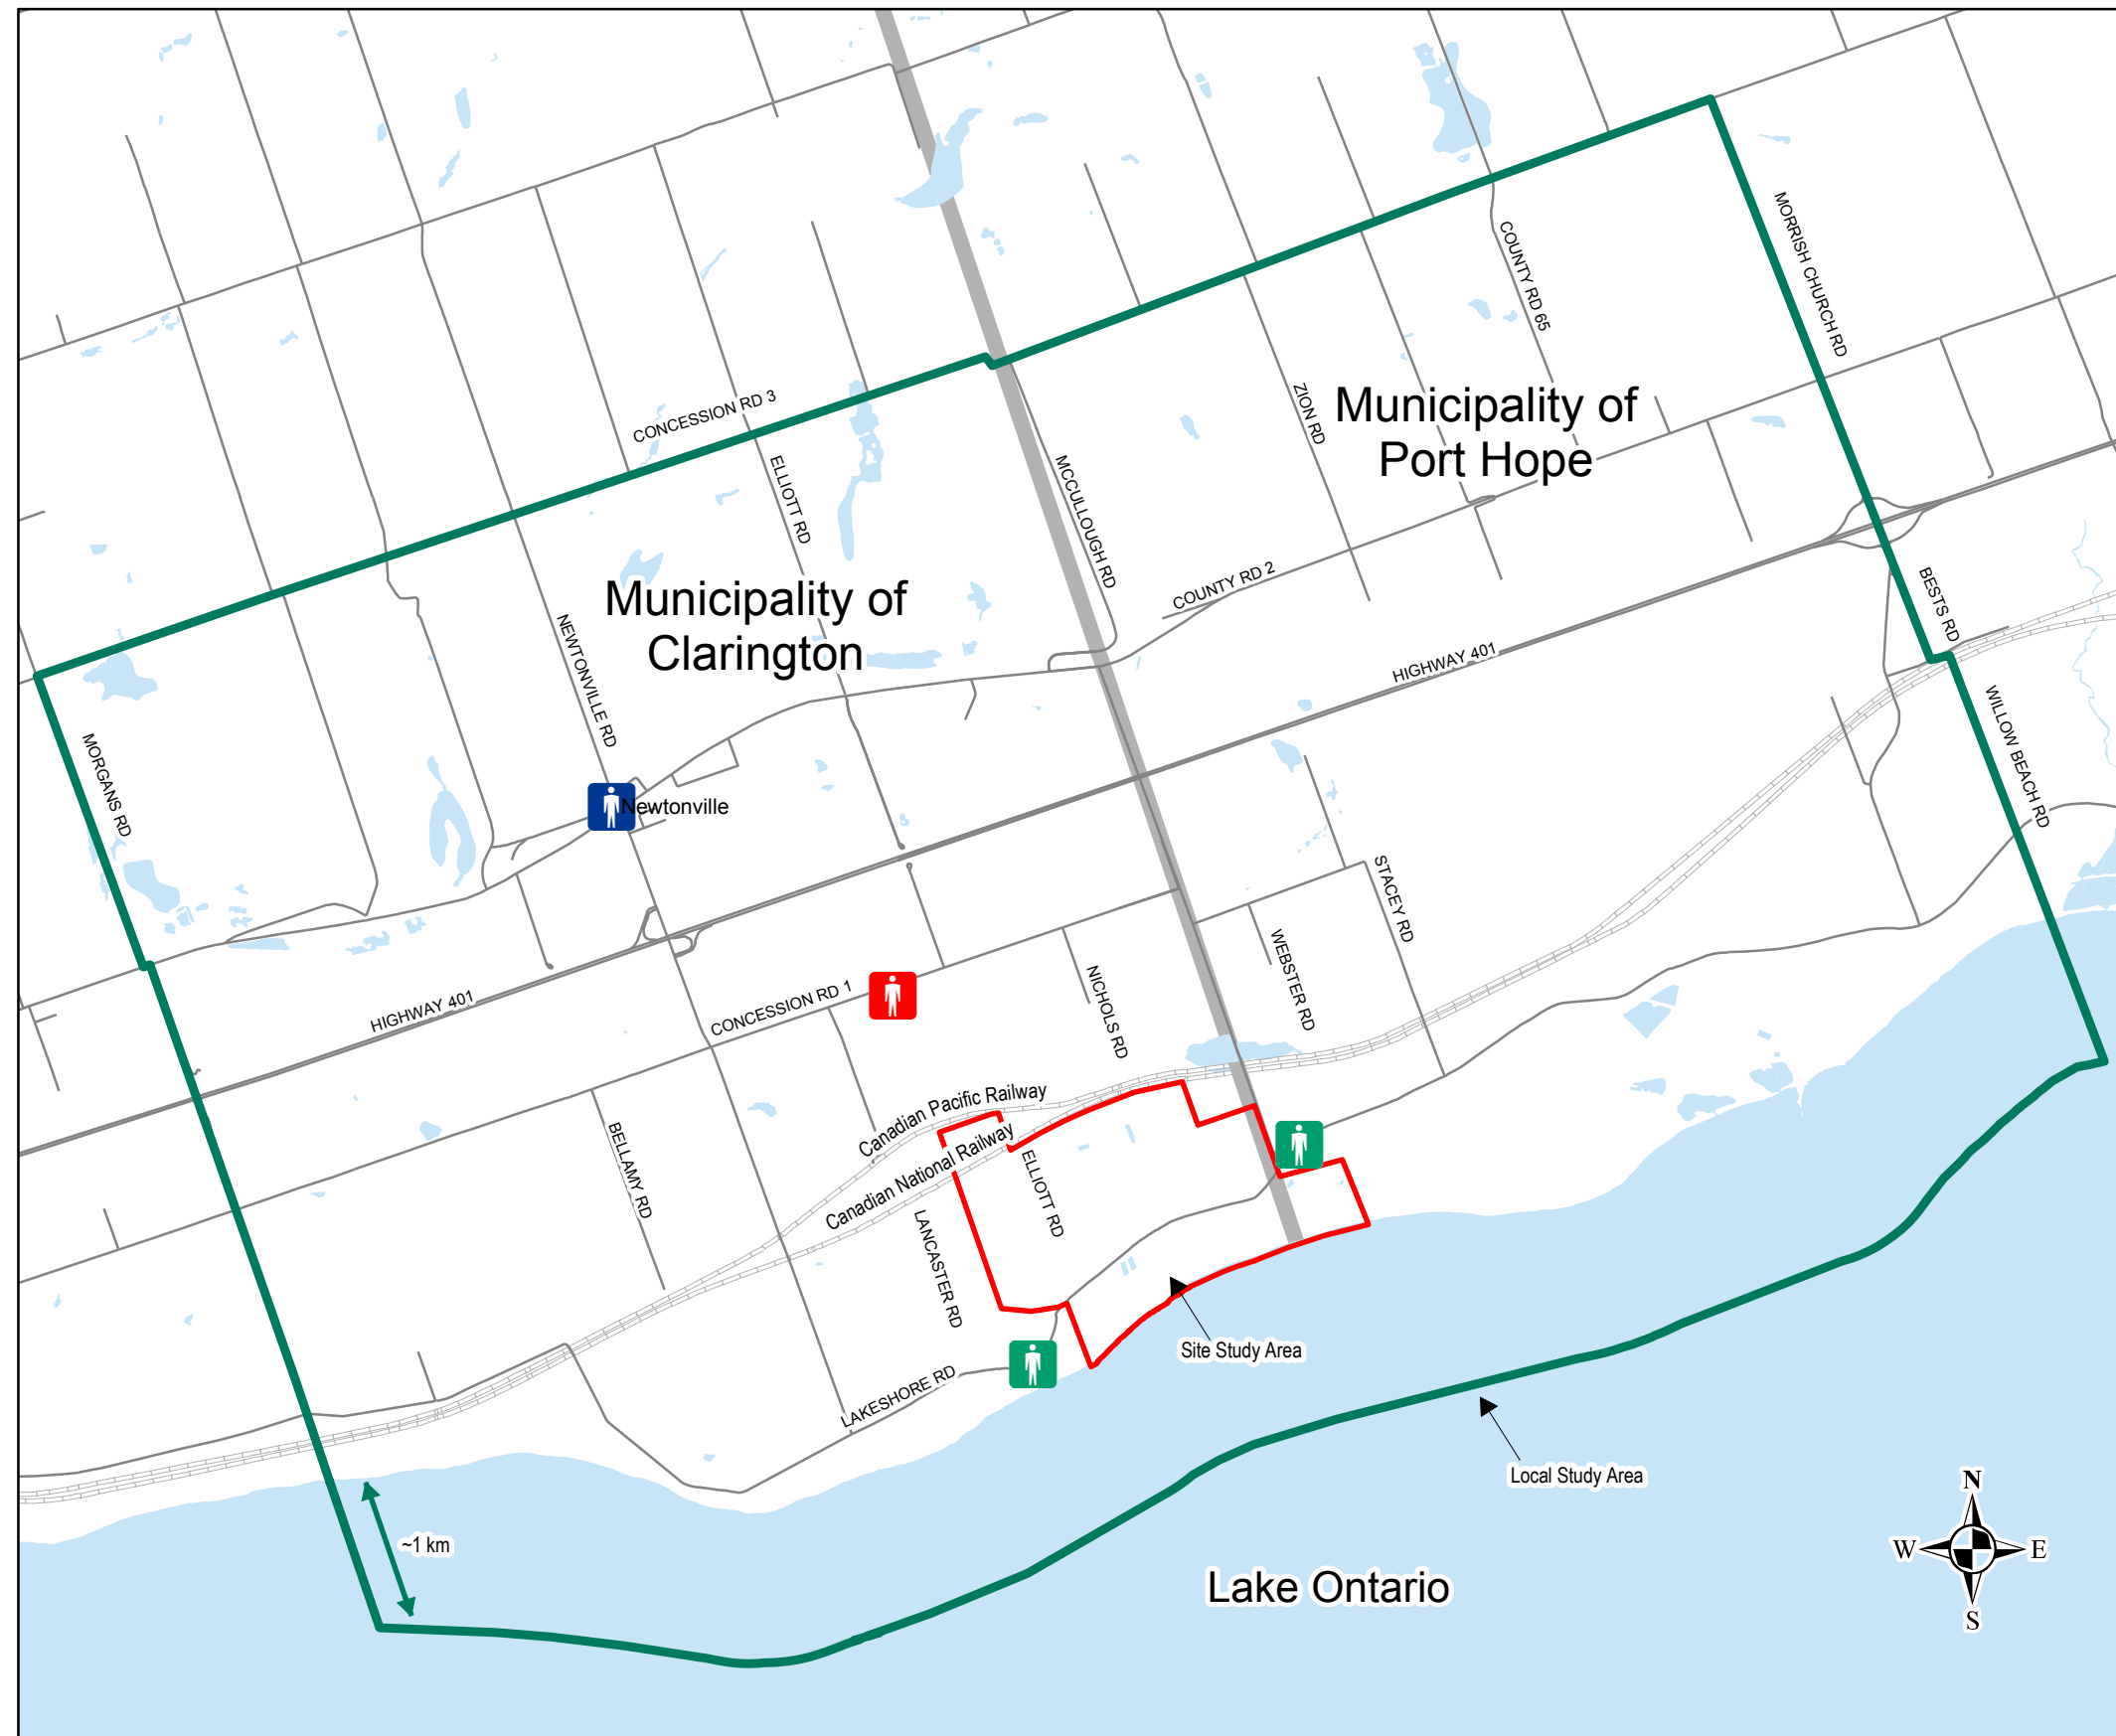 MORRISH CHURCH RD
COUNTY RD 65
CONCESSION RD 3
ZION RD
Municipality of
Port Hope
ELLIOTT RD
MCCULLOUGH RD
COUNTY RD 2
Municipality of
Clarington
NEWTONVILLE RD
BESTS RD
HIGHWAY 401
WILLOW BEACH RD
MORGANS RD
Newtonville
STACEY RD
WEBSTER RD
NICHOLS RD
HIGHWAY 401
CONCESSION RD 1
Canadian Pacific Railway
Canadian National Railway
BELLAMY RD
ELLIOTT RD
LANCASTER RD
Site Study Area
LAKESHORE RD
Local Study Area
~1 km
Lake Ontario
N
W
E
S